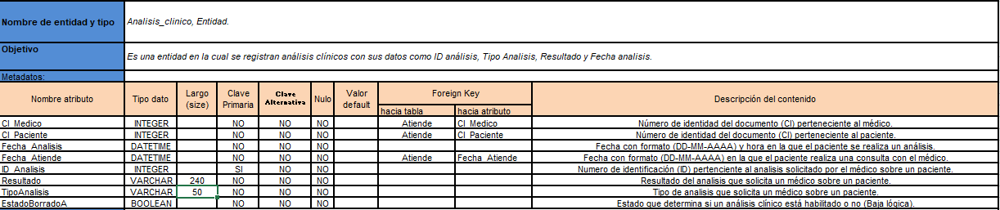 Nombre de entidad y tipo Analisis_clinico, Entidad.
Objetivo
Es una entidad en la cual se registran análisis clínicos con sus datos como ID análisis, Tipo Analisis, Resultado y Fecha analisis.
Metadatos:
Nombre atributo Tipo dato Largo (size) Clave Primaria Clave Alternativa Nulo Valor default Foreign Key Descripción del contenido
hacia tabla hacia atributo
CI_Medico INTEGER NO NO NO Atiende CI_Medico Número de identidad del documento (CI) perteneciente al médico.
CI_Paciente INTEGER NO NO NO Atiende CI_Paciente Número de identidad del documento (CI) perteneciente al paciente.
Fecha_Analisis DATETIME NO NO NO Fecha con formato (DD-MM-AAAA) y hora en la que el paciente se realiza un análisis.
Fecha_Atiende DATETIME NO NO NO Atiende Fecha_Atiende Fecha con formato (DD-MM-AAAA) en la que el paciente realiza una consulta con el médico.
ID_Analisis INTEGER SI NO NO Numero de identificación (ID) perteniciente al analisis solicitado por el médico sobre un paciente.
Resultado VARCHAR 240 NO NO NO Resultado del analisis que solicita un médico sobre un paciente.
TipoAnalisis VARCHAR 50 NO NO NO Tipo de analisis que solicita un médico sobre un paciente.
EstadoBorradoA BOOLEAN NO NO NO Estado que determina si un análisis clínico está habilitado o no (Baja lógica).